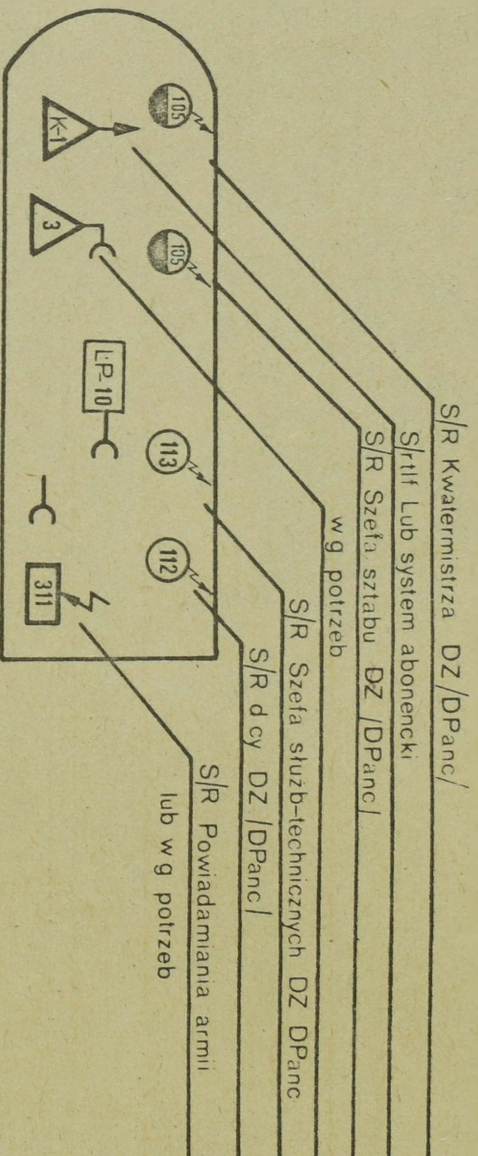 S/R Kwatermistrza DZ /DPanc/
S/rtlf Lub system abonencki
S/R Szefa sztabu DZ /DPanc/
wg potrzeb
S/R Szefa służb-technicznych DZ DPanc
S/R d cy DZ /DPanc/
S/R Powiadamiania armii
lub wg potrzeb
105
K-1
3
105
LP-10
113
112
311